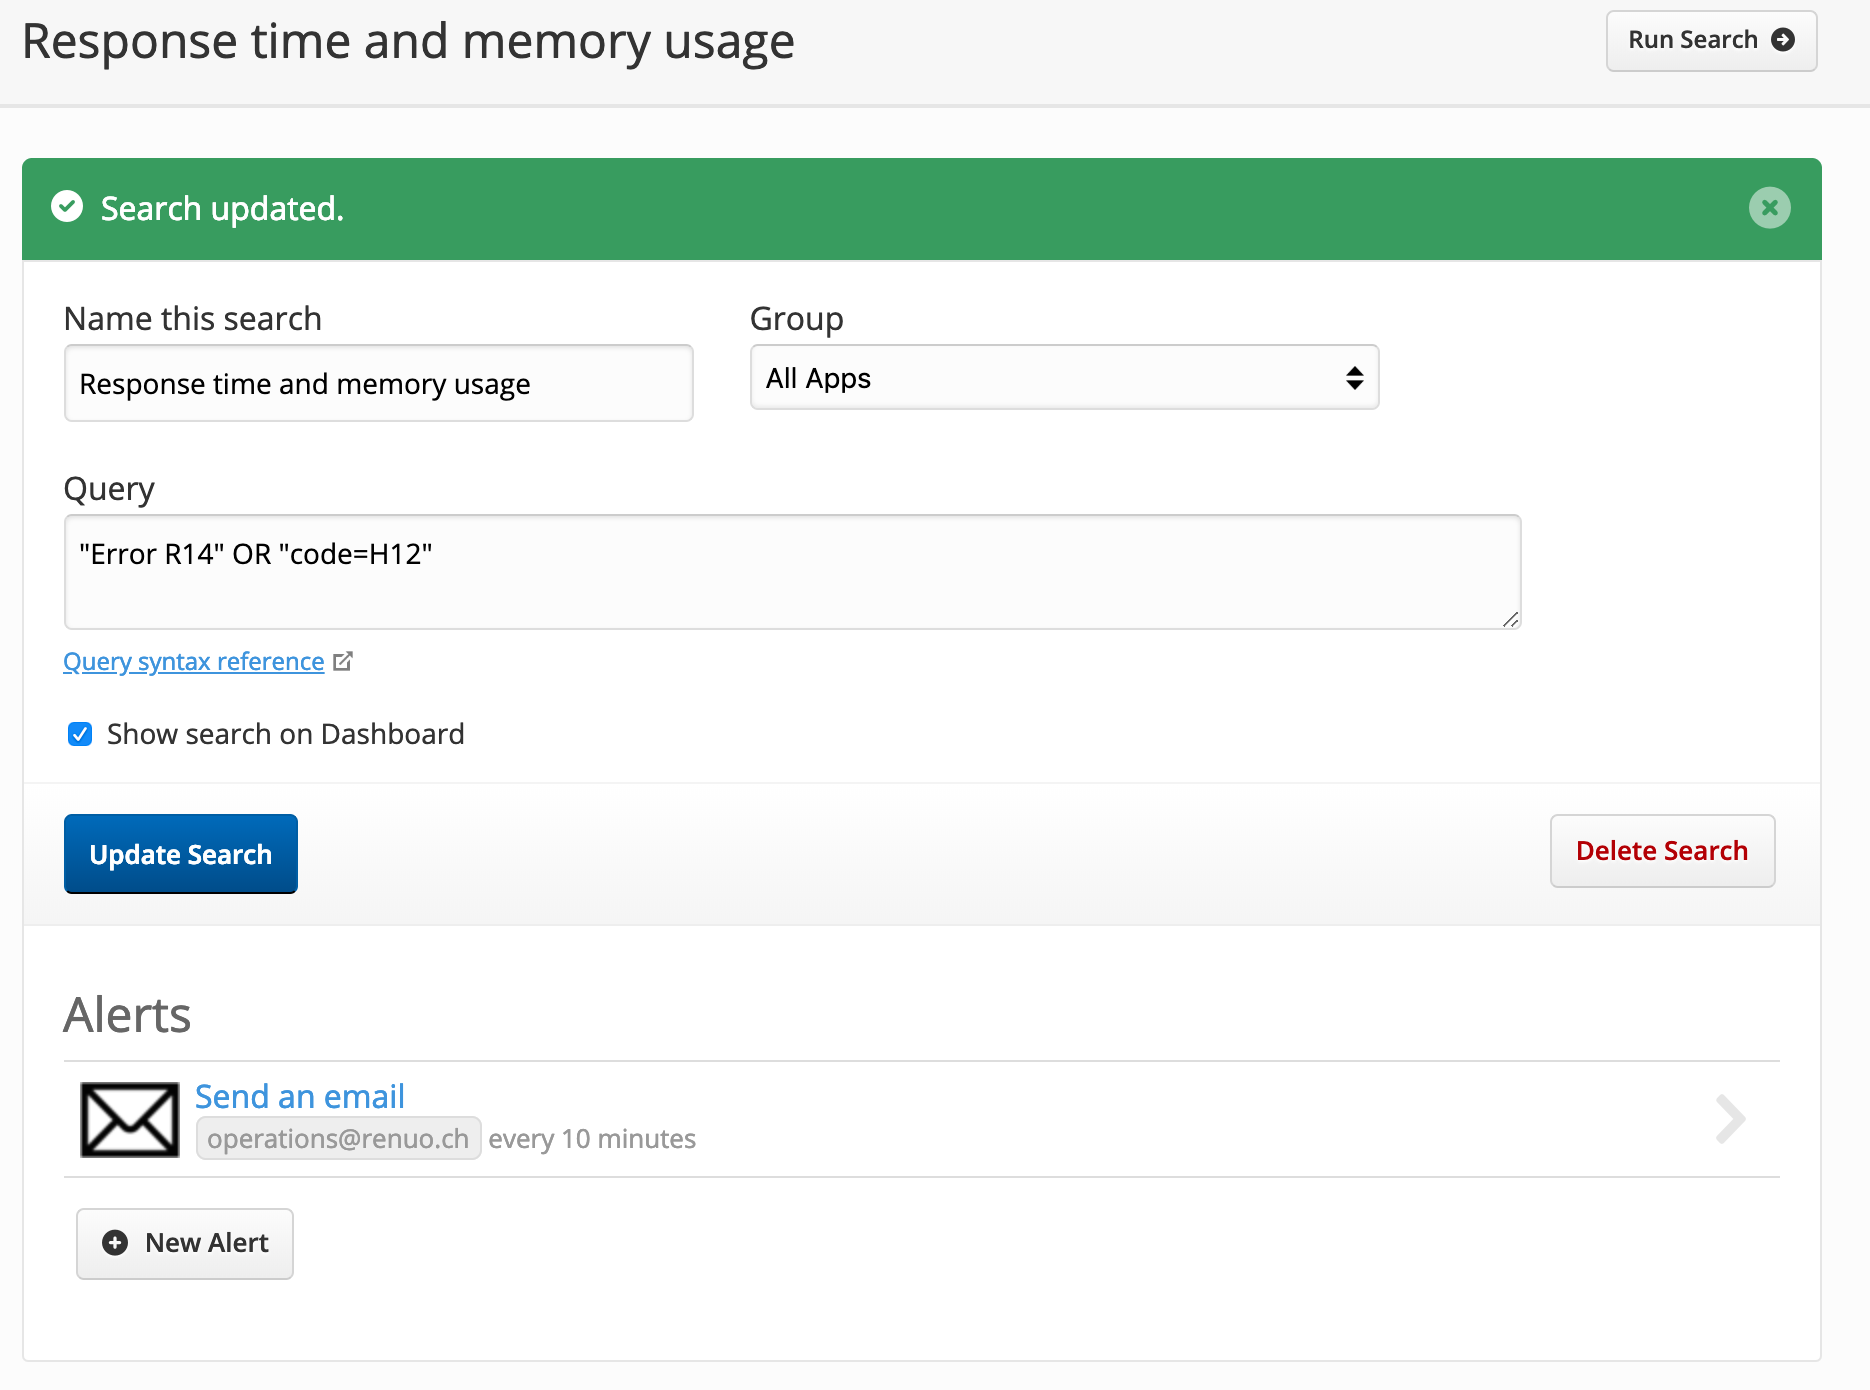 Response time and memory usage
Run Search
Search updated.
Name this search
Group
Response time and memory usage
All Apps
Query
"Error R14" OR "code=H12"
Query syntax reference
Show search on Dashboard
Update Search
Delete Search
Alerts
Send an email
operations@renuo.ch every 10 minutes
New Alert